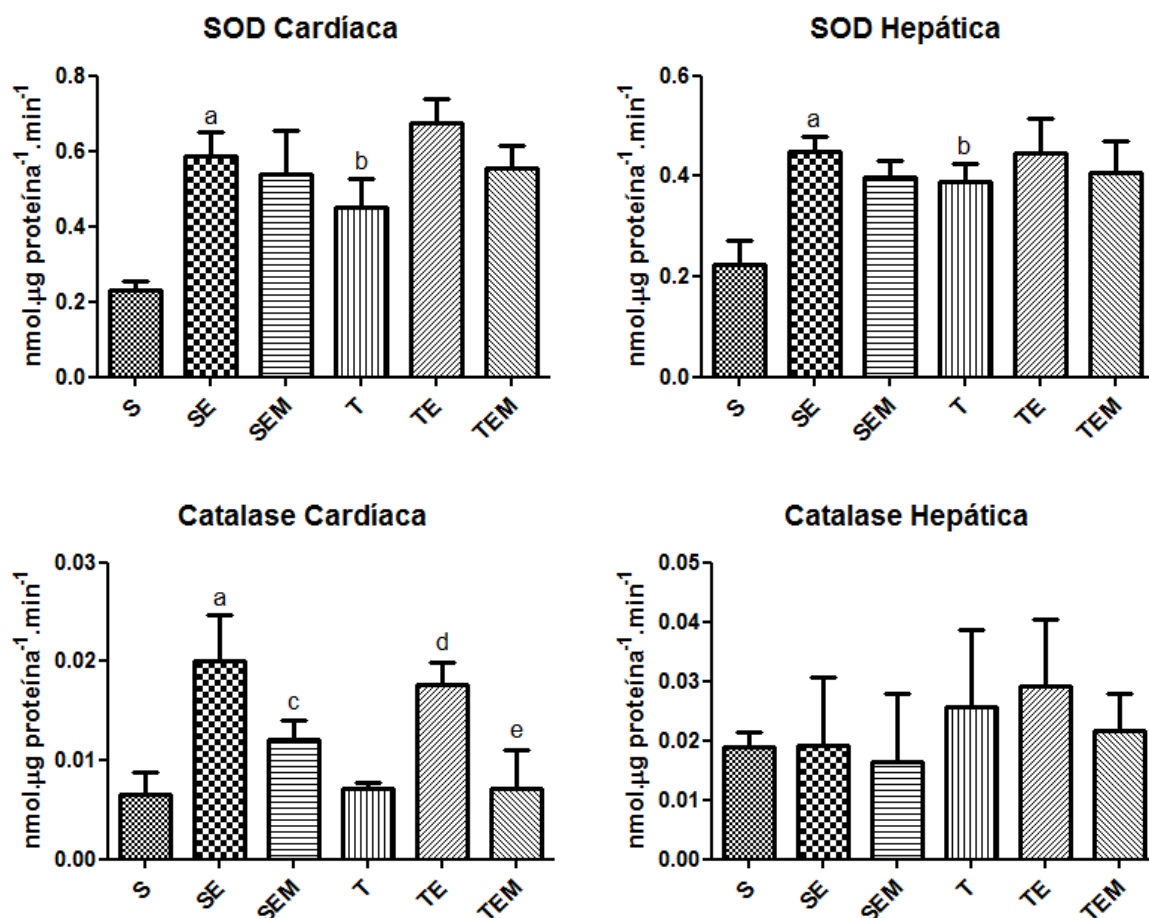 SOD Cardíaca
nmol.µg proteína⁻¹.min⁻¹
0.8
0.6
0.4
0.2
0.0
a
b
S
SE
SEM
T
TE
TEM
SOD Hepática
nmol.µg proteína⁻¹.min⁻¹
0.6
0.4
0.2
0.0
a
b
S
SE
SEM
T
TE
TEM
Catalase Cardíaca
nmol.µg proteína⁻¹.min⁻¹
0.03
0.02
0.01
0.00
a
c
d
e
S
SE
SEM
T
TE
TEM
Catalase Hepática
nmol.µg proteína⁻¹.min⁻¹
0.05
0.04
0.03
0.02
0.01
0.00
S
SE
SEM
T
TE
TEM